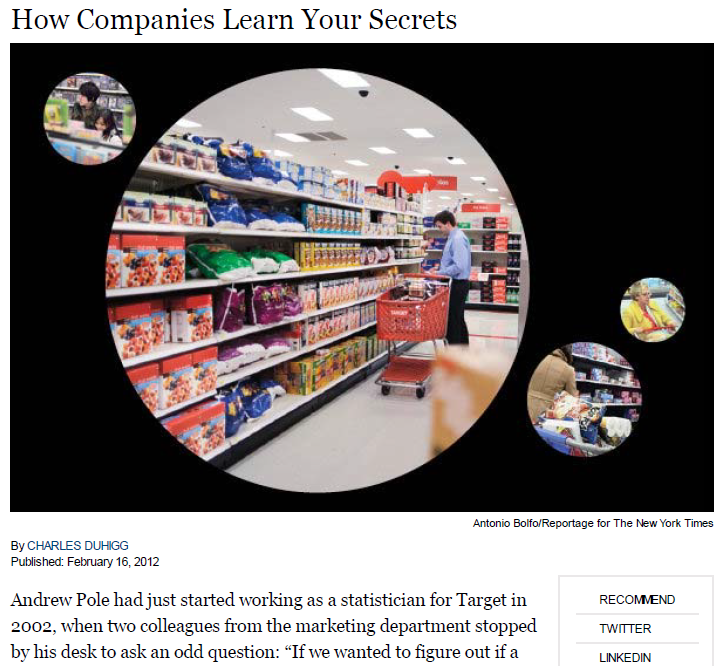 How Companies Learn Your Secrets
TARGET
Antonio Bolfo/Reportage for The New York Times
By CHARLES DUHIGG
Published: February 16, 2012
Andrew Pole had just started working as a statistician for Target in
2002, when two colleagues from the marketing department stopped
by his desk to ask an odd question: “If we wanted to figure out if a
RECOMMEND
TWITTER
LINKEDIN